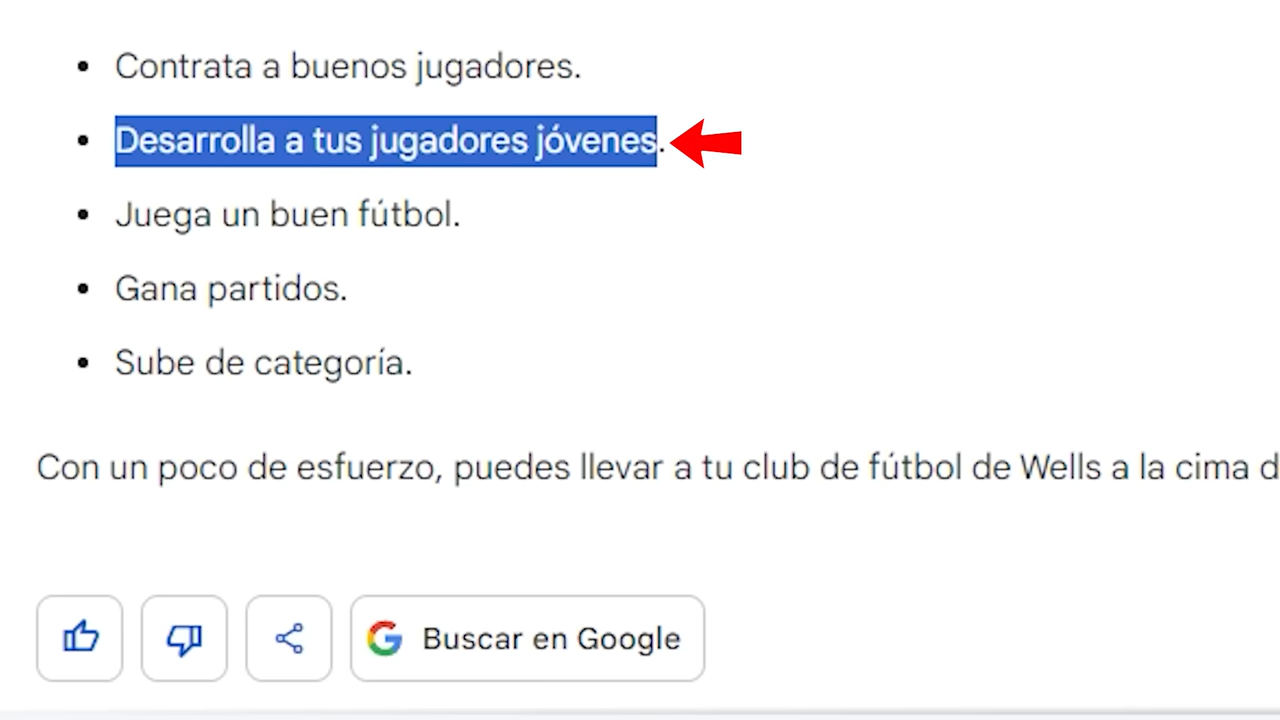 Contrata a buenos jugadores.
Desarrolla a tus jugadores jóvenes.
Juega un buen fútbol.
Gana partidos.
Sube de categoría.
Con un poco de esfuerzo, puedes llevar a tu club de fútbol de Wells a la cima d
Buscar en Google